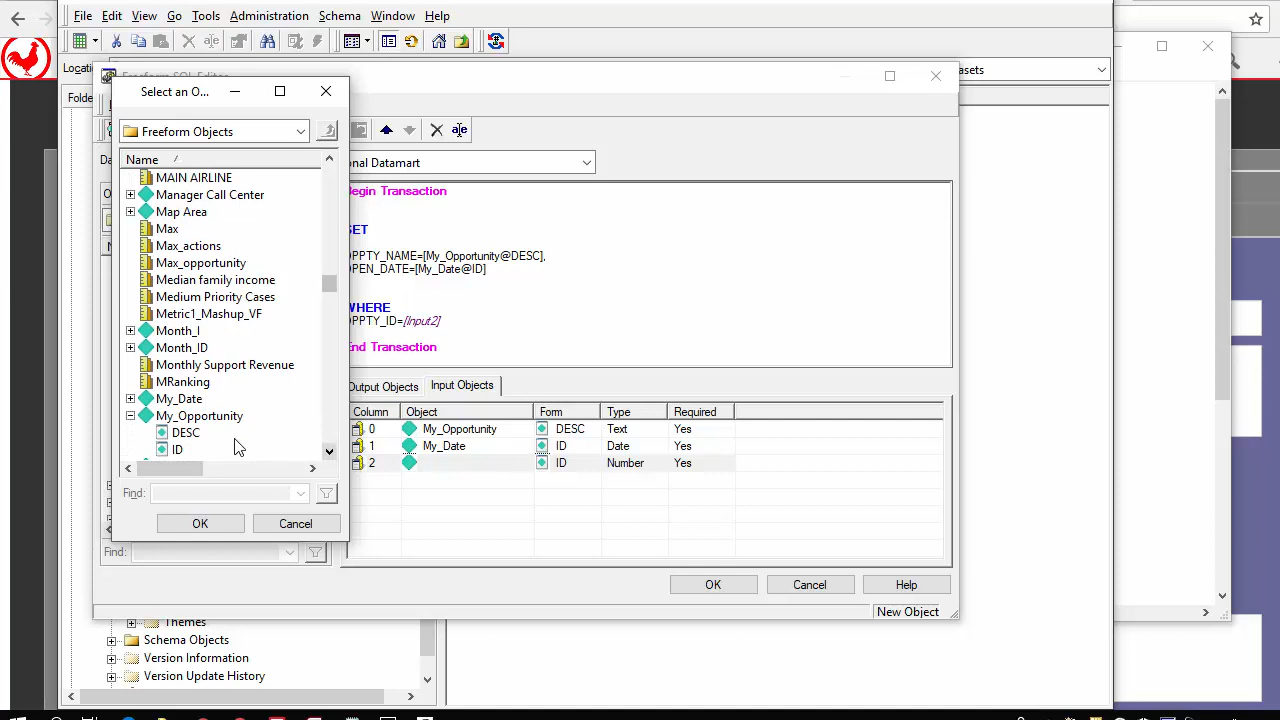 File Edit View Go Tools Administration Schema Window Help
asets
Select an O...
Freeform Objects
Name
MAIN AIRLINE
Manager Call Center
Map Area
Max
Max_actions
Max_opportunity
Median family income
Medium Priority Cases
Metric1_Mashup_VF
Month_I
Month_ID
Monthly Support Revenue
MRanking
My_Date
My_Opportunity
DESC
ID
Find:
OK Cancel
Find:
onal Datamart
Begin Transaction
SET
OPPTY_NAME=[My_Opportunity@DESC],
OPEN_DATE=[My_Date@ID]
WHERE
OPPTY_ID=[Input2]
End Transaction
Output Objects Input Objects
Column Object Form Type Required
0 My_Opportunity DESC Text Yes
1 My_Date ID Date Yes
2 ID Number Yes
OK Cancel Help
New Object
Themes
Schema Objects
Version Information
Version Update History